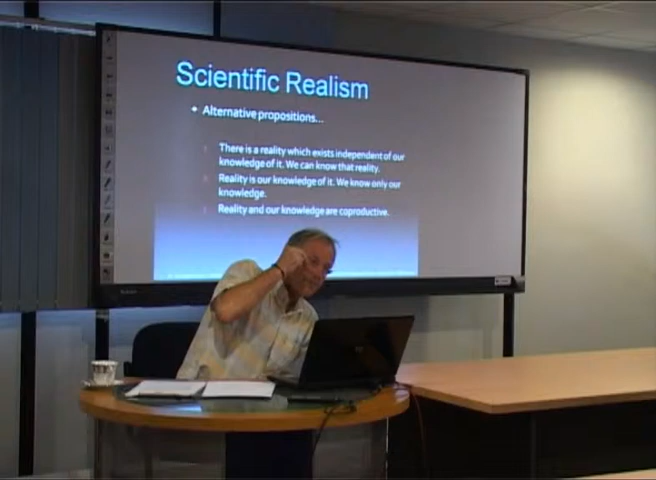 Scientific Realism
Alternative propositions...
There is a reality which exists independent of our
knowledge of it. We can know that reality.
Reality is our knowledge of it. We know only our
knowledge.
Reality and our knowledge are coproductive.